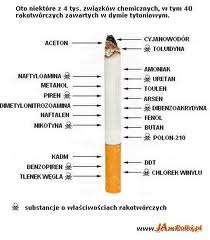 Oto niektóre z 4 tys. związków chemicznych, w tym 40
rakotwórczych zawartych w dymie tytoniowym.
ACETON
CYJANOWODÓR
☠ TOLUIDYNA
NAFTYLOAMINA ☠
METANOL
PIREN ☠
DIMETYLONITROZOAMINA
NAFTALEN
NIKOTYNA ☠
AMONIAK
☠ URETAN
TOULEN
ARSEN
☠ DIBENZOAKRYDYNA
FENOL
BUTAN
☠ POLON-210
KADM
BENZOPIREN ☠
TLENEK WĘGLA
DDT
☠ CHLOREK WINYLU
☠ substancje o właściwościach rakotwórczych